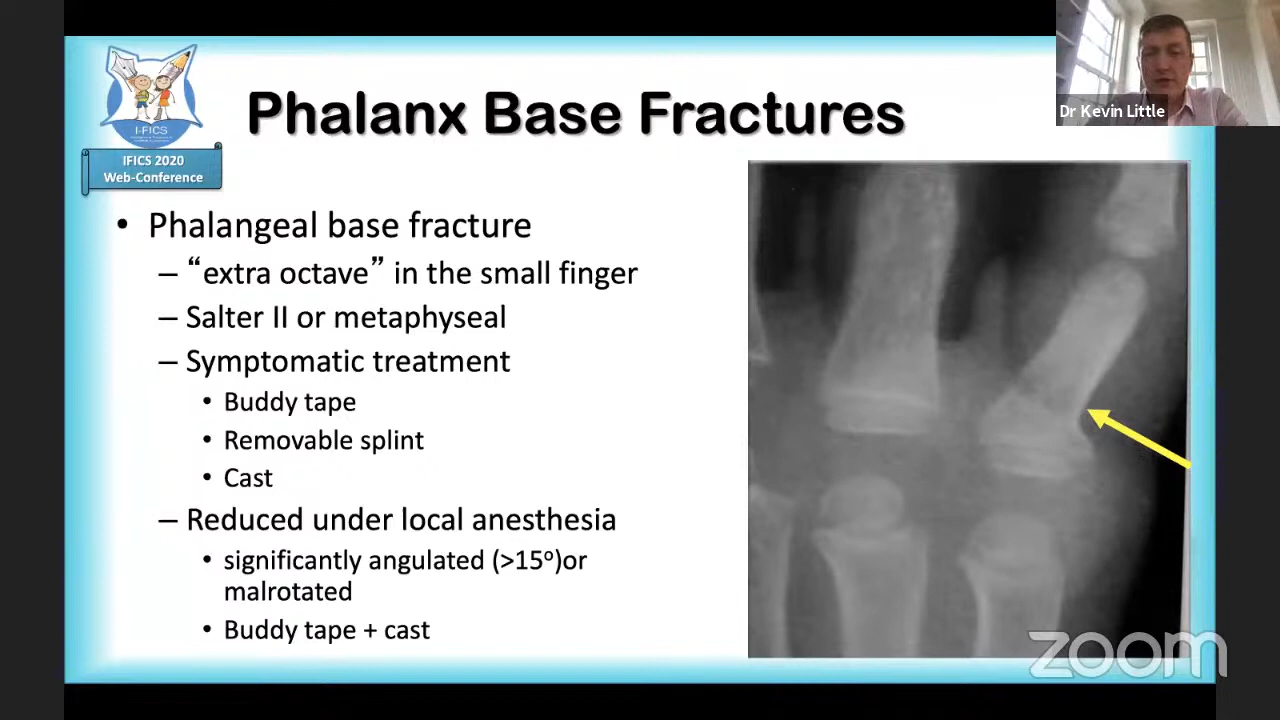 Phalanx Base Fractures
Dr Kevin Little
I-FICS
IFICS 2020
Web-Conference
• Phalangeal base fracture
– “extra octave” in the small finger
– Salter II or metaphyseal
– Symptomatic treatment
• Buddy tape
• Removable splint
• Cast
– Reduced under local anesthesia
• significantly angulated (>15º)or
malrotated
• Buddy tape + cast
zoom